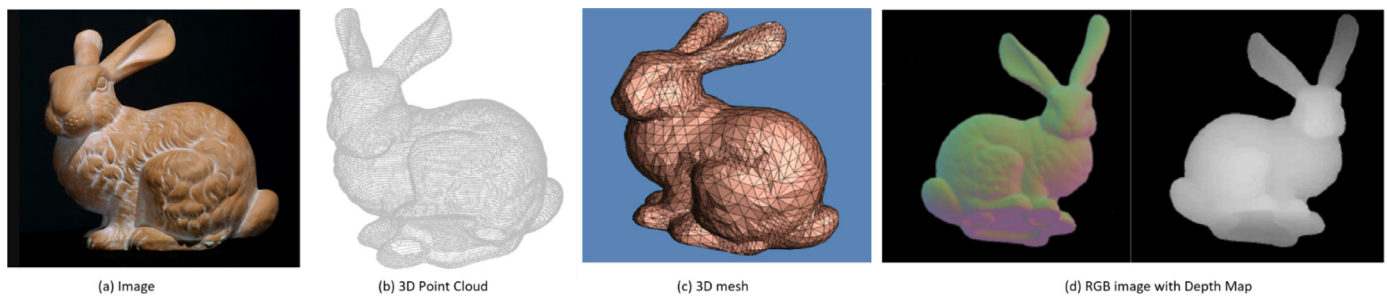 (a) Image
(b) 3D Point Cloud
(c) 3D mesh
(d) RGB image with Depth Map